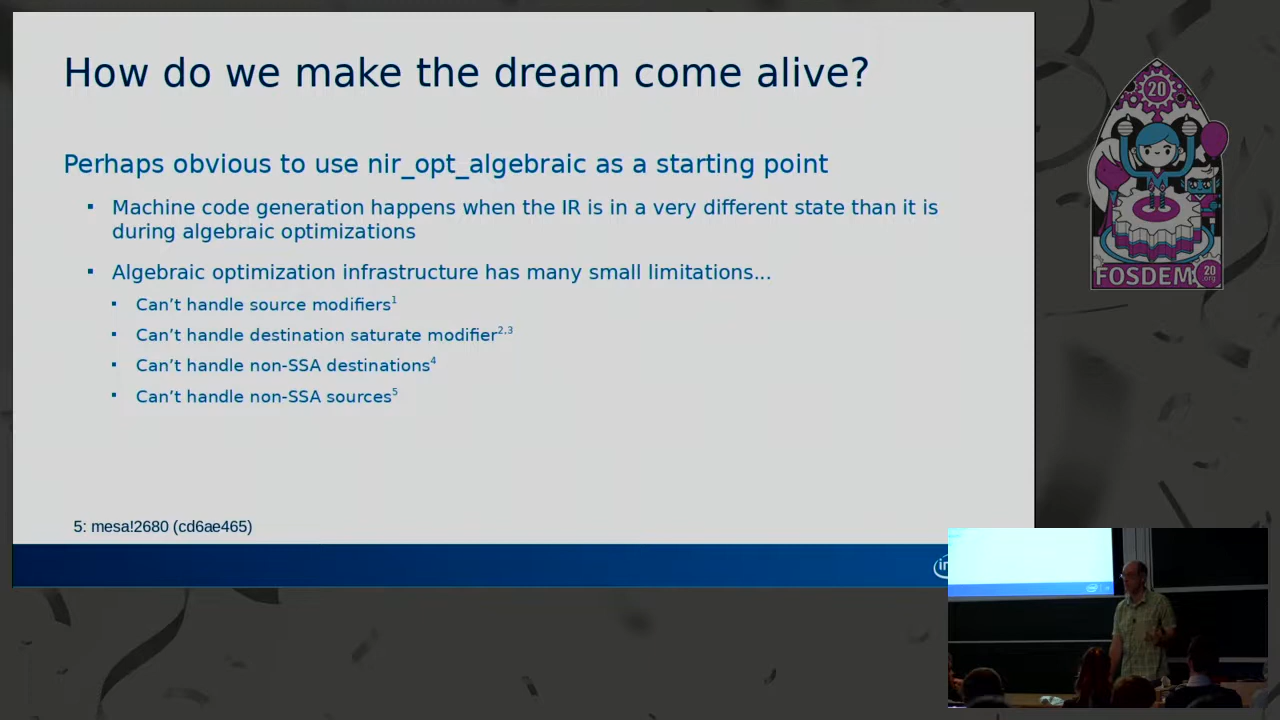 How do we make the dream come alive?
Perhaps obvious to use nir_opt_algebraic as a starting point
▪ Machine code generation happens when the IR is in a very different state than it is
during algebraic optimizations
▪ Algebraic optimization infrastructure has many small limitations...
▪ Can't handle source modifiers1
▪ Can't handle destination saturate modifier2,3
▪ Can't handle non-SSA destinations4
▪ Can't handle non-SSA sources5
5: mesa!2680 (cd6ae465)
20
FOSDEM 20
.org